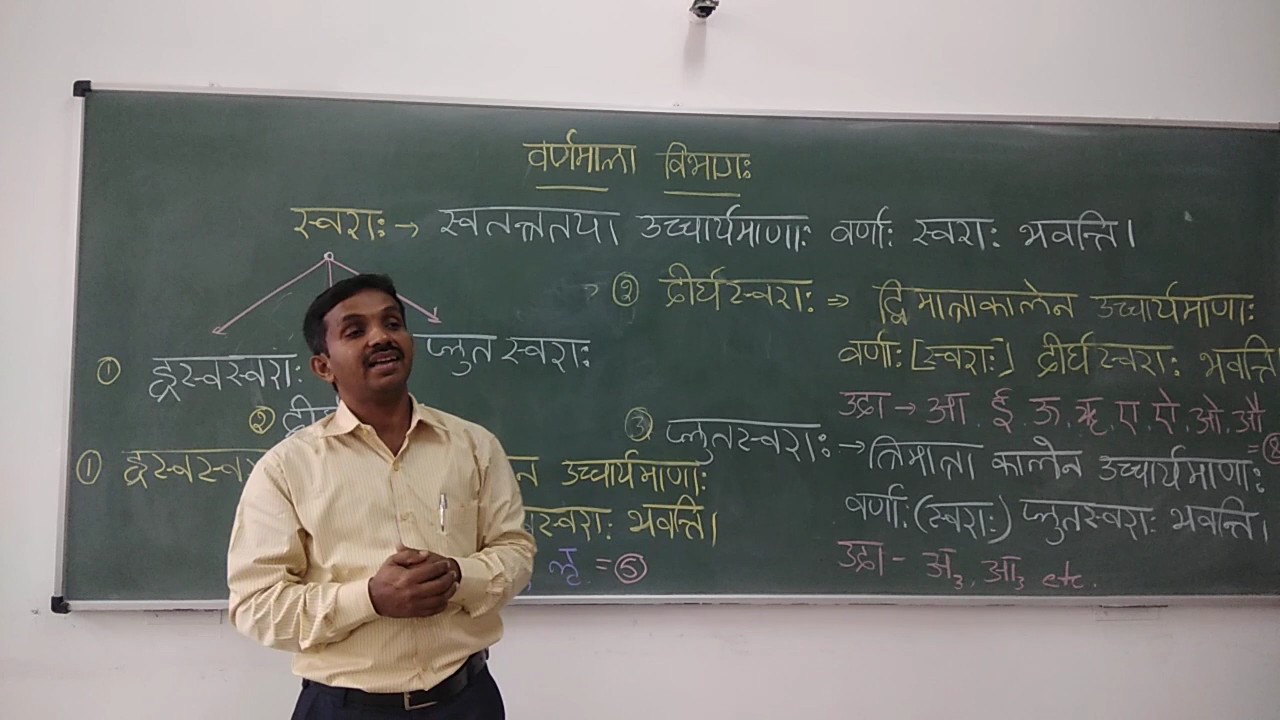 वर्णमाला विभागः
स्वराः → स्वतन्त्रतया उच्चार्यमाणाः वर्णाः स्वराः भवन्ति।
① ह्रस्वस्वराः
प्लुतस्वराः
②
① ह्रस्वस्व
उच्चार्यमाणाः
स्वराः भवन्ति।
लृ = ⑤
② दीर्घस्वराः ⇒ द्विमात्राकालेन उच्चार्यमाणाः
वर्णाः [स्वराः] दीर्घस्वराः भवन्ति
उदा → आ. ई. ऊ. ॠ. ए. ऐ. ओ. औ
= ⑧
③ प्लुतस्वराः → त्रिमात्रा कालेन उच्चार्यमाणाः
वर्णाः (स्वराः) प्लुतस्वराः भवन्ति।
उदा - अ३, आ३ etc.